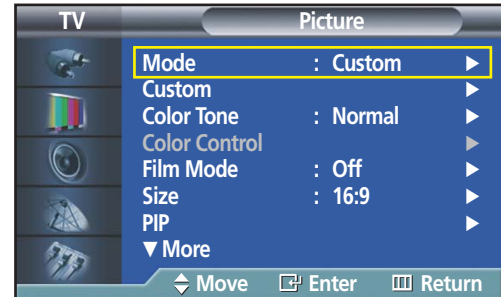 TV Picture
Mode : Custom ▶
Custom ▶
Color Tone : Normal ▶
Color Control ▶
Film Mode : Off ▶
Size : 16:9 ▶
PIP ▶
▼ More
Move Enter Return